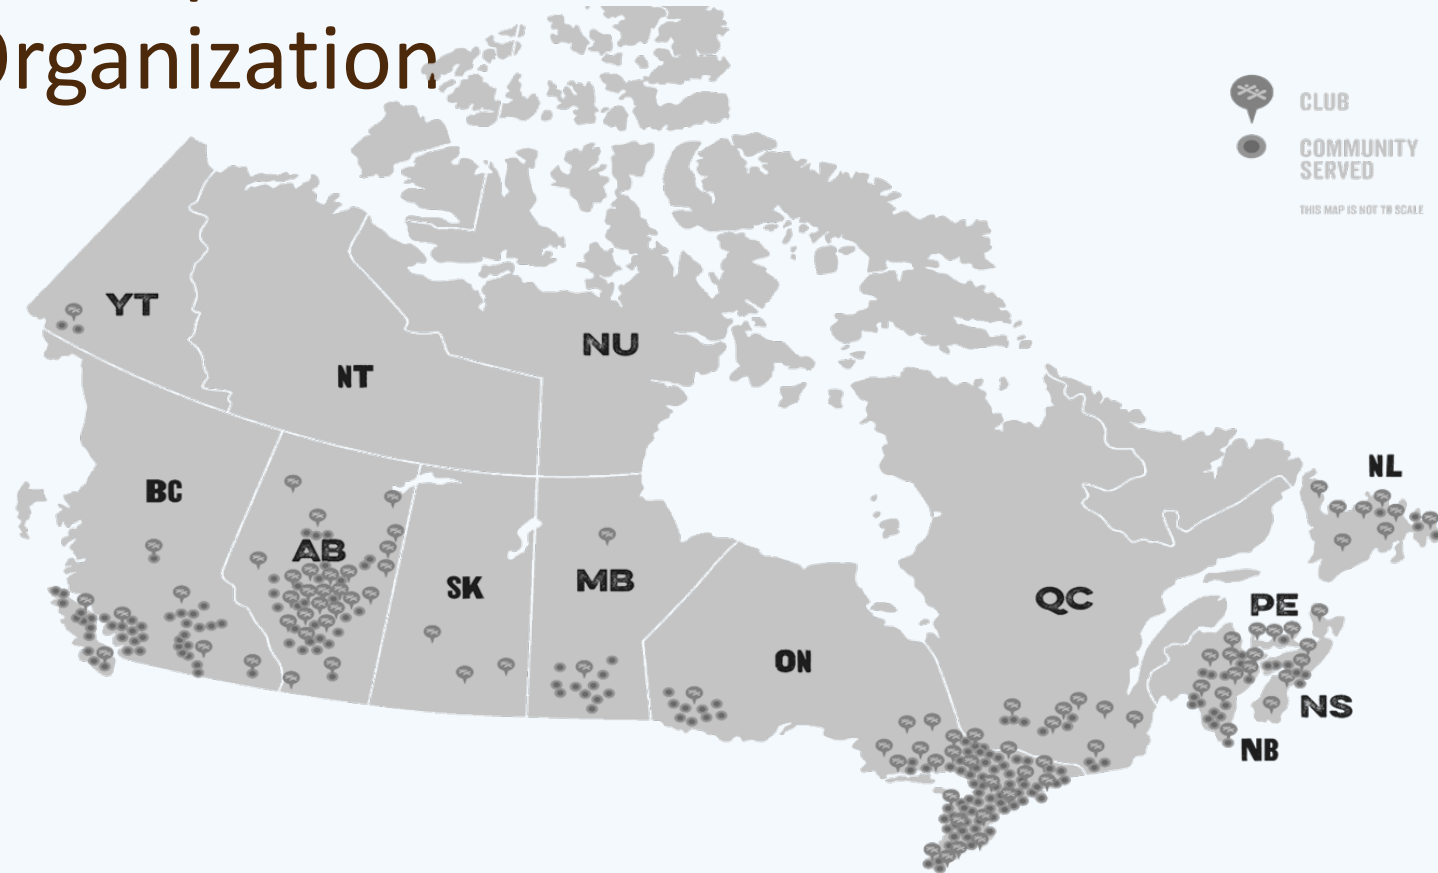 Organization
CLUB
COMMUNITY
SERVED
THIS MAP IS NOT TO SCALE
YT
NU
NT
NL
BC
AB
SK
MB
QC
PE
ON
NS
NB